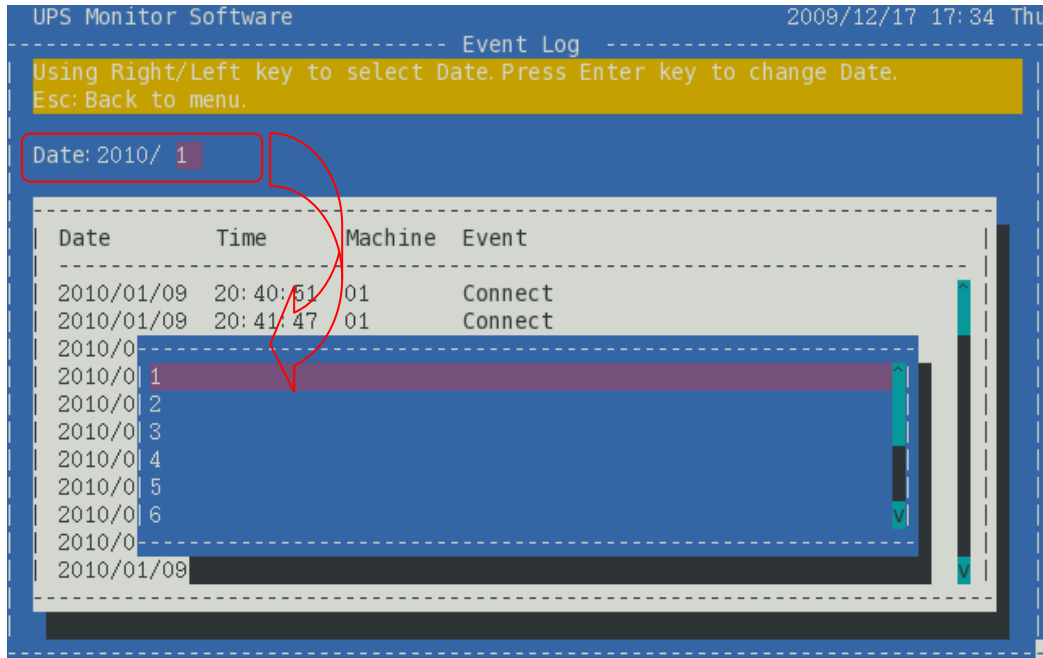 UPS Monitor Software 2009/12/17 17:34 Thu
Event Log
Using Right/Left key to select Date.Press Enter key to change Date.
Esc:Back to menu.
Date:2010/ 1
Date Time Machine Event
2010/01/09 20:40:51 01 Connect
2010/01/09 20:41:47 01 Connect
2010/0
2010/0 1
2010/0 2
2010/0 3
2010/0 4
2010/0 5
2010/0 6
2010/0
2010/01/09